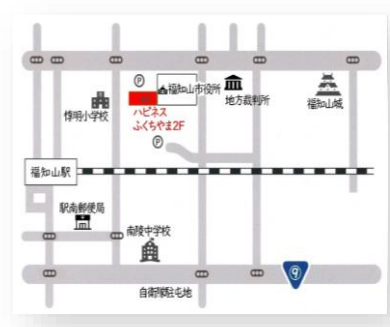 P
福知山市役所
地方裁判所
福知山城
惇明小学校
ハピネス
ふくちやま2F
P
福知山駅
駅南郵便局
南陵中学校
9
自衛隊駐屯地